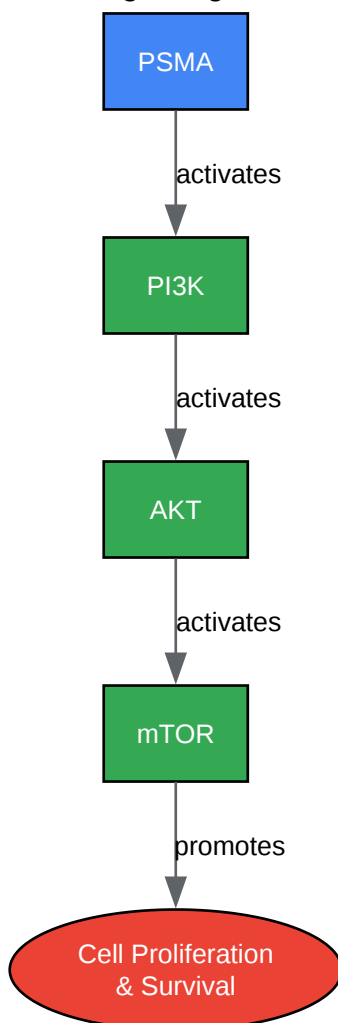 PSMA
activates
PI3K
activates
AKT
activates
mTOR
promotes
Cell Proliferation
& Survival